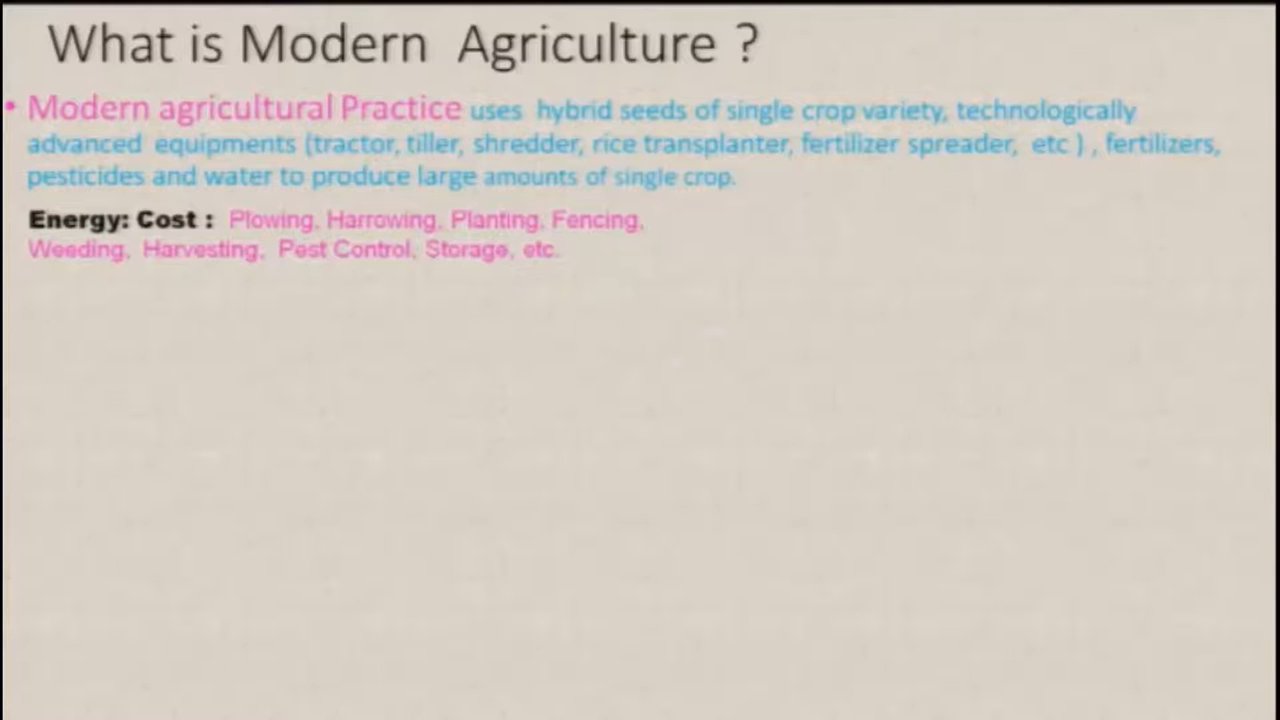 What is Modern Agriculture ?
• Modern agricultural Practice uses hybrid seeds of single crop variety, technologically
advanced equipments (tractor, tiller, shredder, rice transplanter, fertilizer spreader, etc ) , fertilizers,
pesticides and water to produce large amounts of single crop.
Energy: Cost : Plowing, Harrowing, Planting, Fencing,
Weeding, Harvesting, Pest Control, Storage, etc.